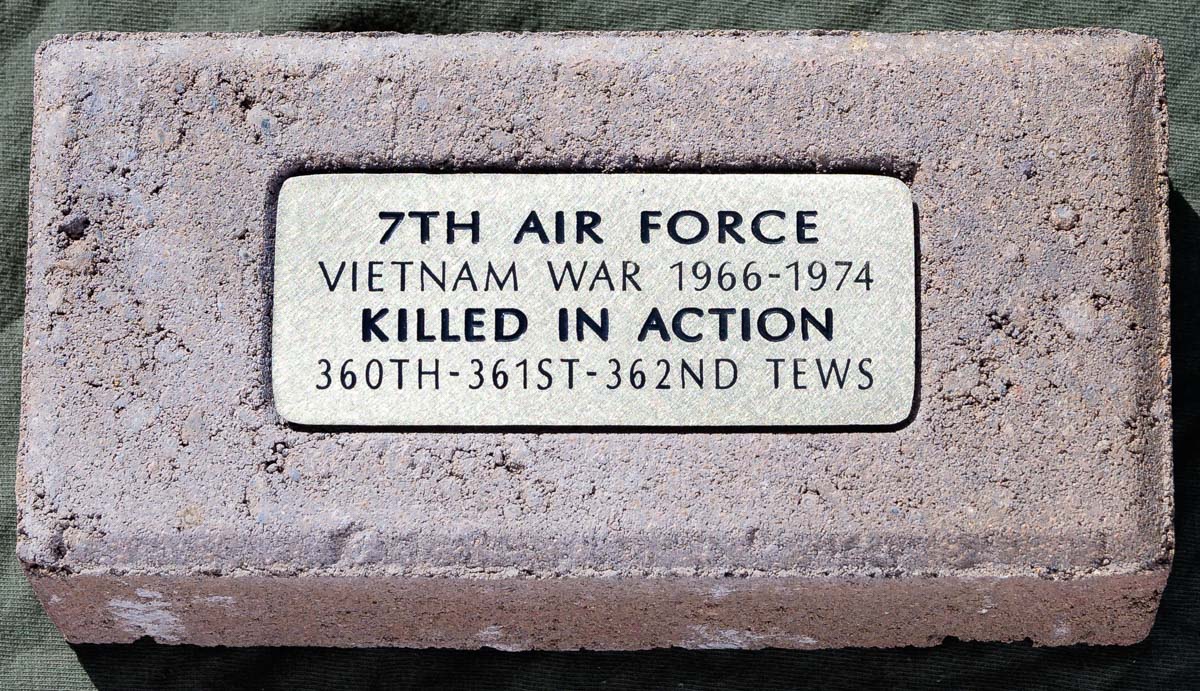 7TH AIR FORCE
VIETNAM WAR 1966-1974
KILLED IN ACTION
360TH-361ST-362ND TEWS